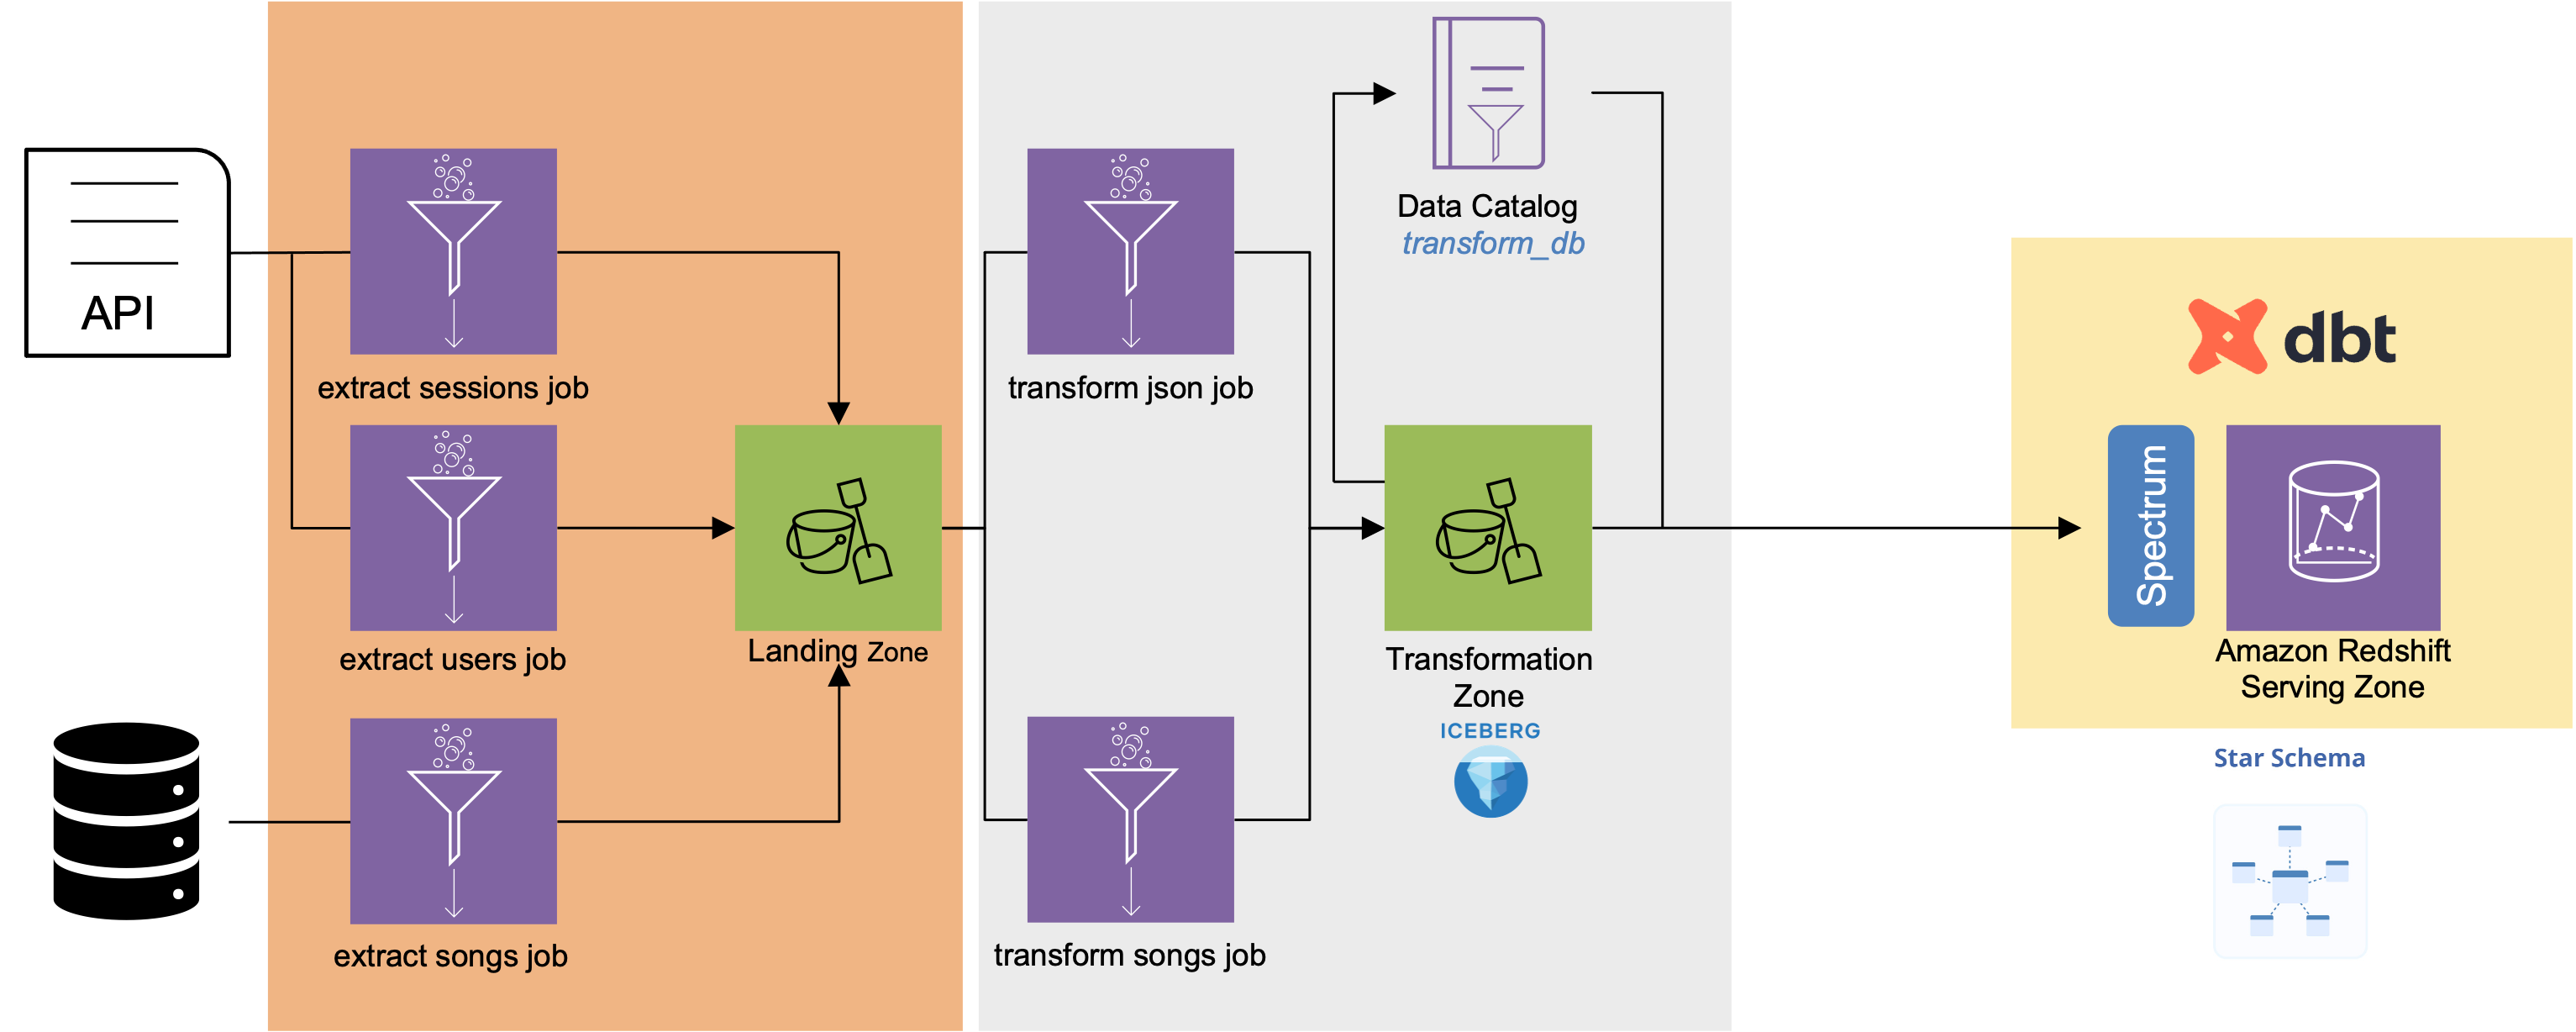 API
extract sessions job
extract users job
extract songs job
Landing Zone
transform json job
transform songs job
Data Catalog
transform_db
Transformation
Zone
ICEBERG
dbt
Spectrum
Amazon Redshift
Serving Zone
Star Schema